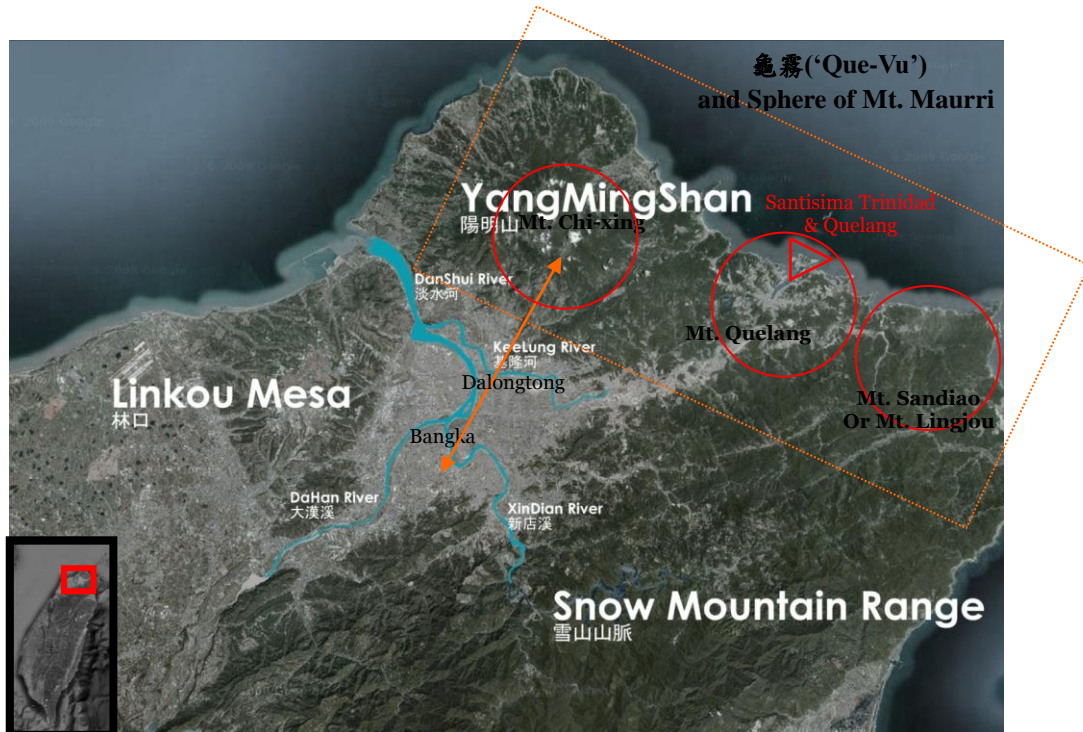 龜霧(‘Que-Vu’)
and Sphere of Mt. Maurri
YangMingShan
陽明山
Mt. Chi-xing
Santisima Trinidad
& Quelang
DanShui River
淡水河
Mt. Quelang
KeeLung River
基隆河
Dalongtong
Linkou Mesa
林口
Mt. Sandiao
Or Mt. Lingjou
Bangka
DaHan River
大漢溪
XinDian River
新店溪
Snow Mountain Range
雪山山脈